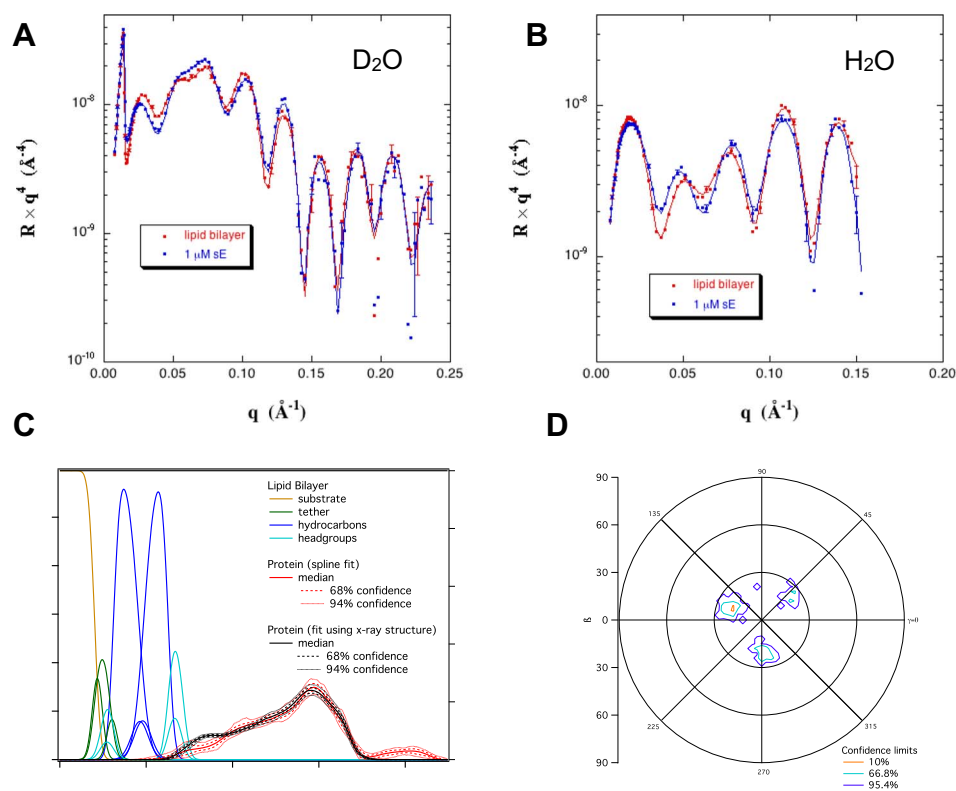 A
D₂O
R × q⁴ (Å⁻⁴)
10⁻⁸
10⁻⁹
10⁻¹⁰
lipid bilayer
1 µM sE
0.00 0.05 0.10 0.15 0.20 0.25
q (Å⁻¹)
B
H₂O
R × q⁴ (Å⁻⁴)
10⁻⁸
10⁻⁹
lipid bilayer
1 µM sE
0.00 0.05 0.10 0.15 0.20
q (Å⁻¹)
C
Lipid Bilayer
substrate
tether
hydrocarbons
headgroups
Protein (spline fit)
median
68% confidence
94% confidence
Protein (fit using x-ray structure)
median
68% confidence
94% confidence
D
90
60
30
0
30
60
90
ß
90
135
45
γ=0
225
315
270
Confidence limits
10%
66.8%
95.4%